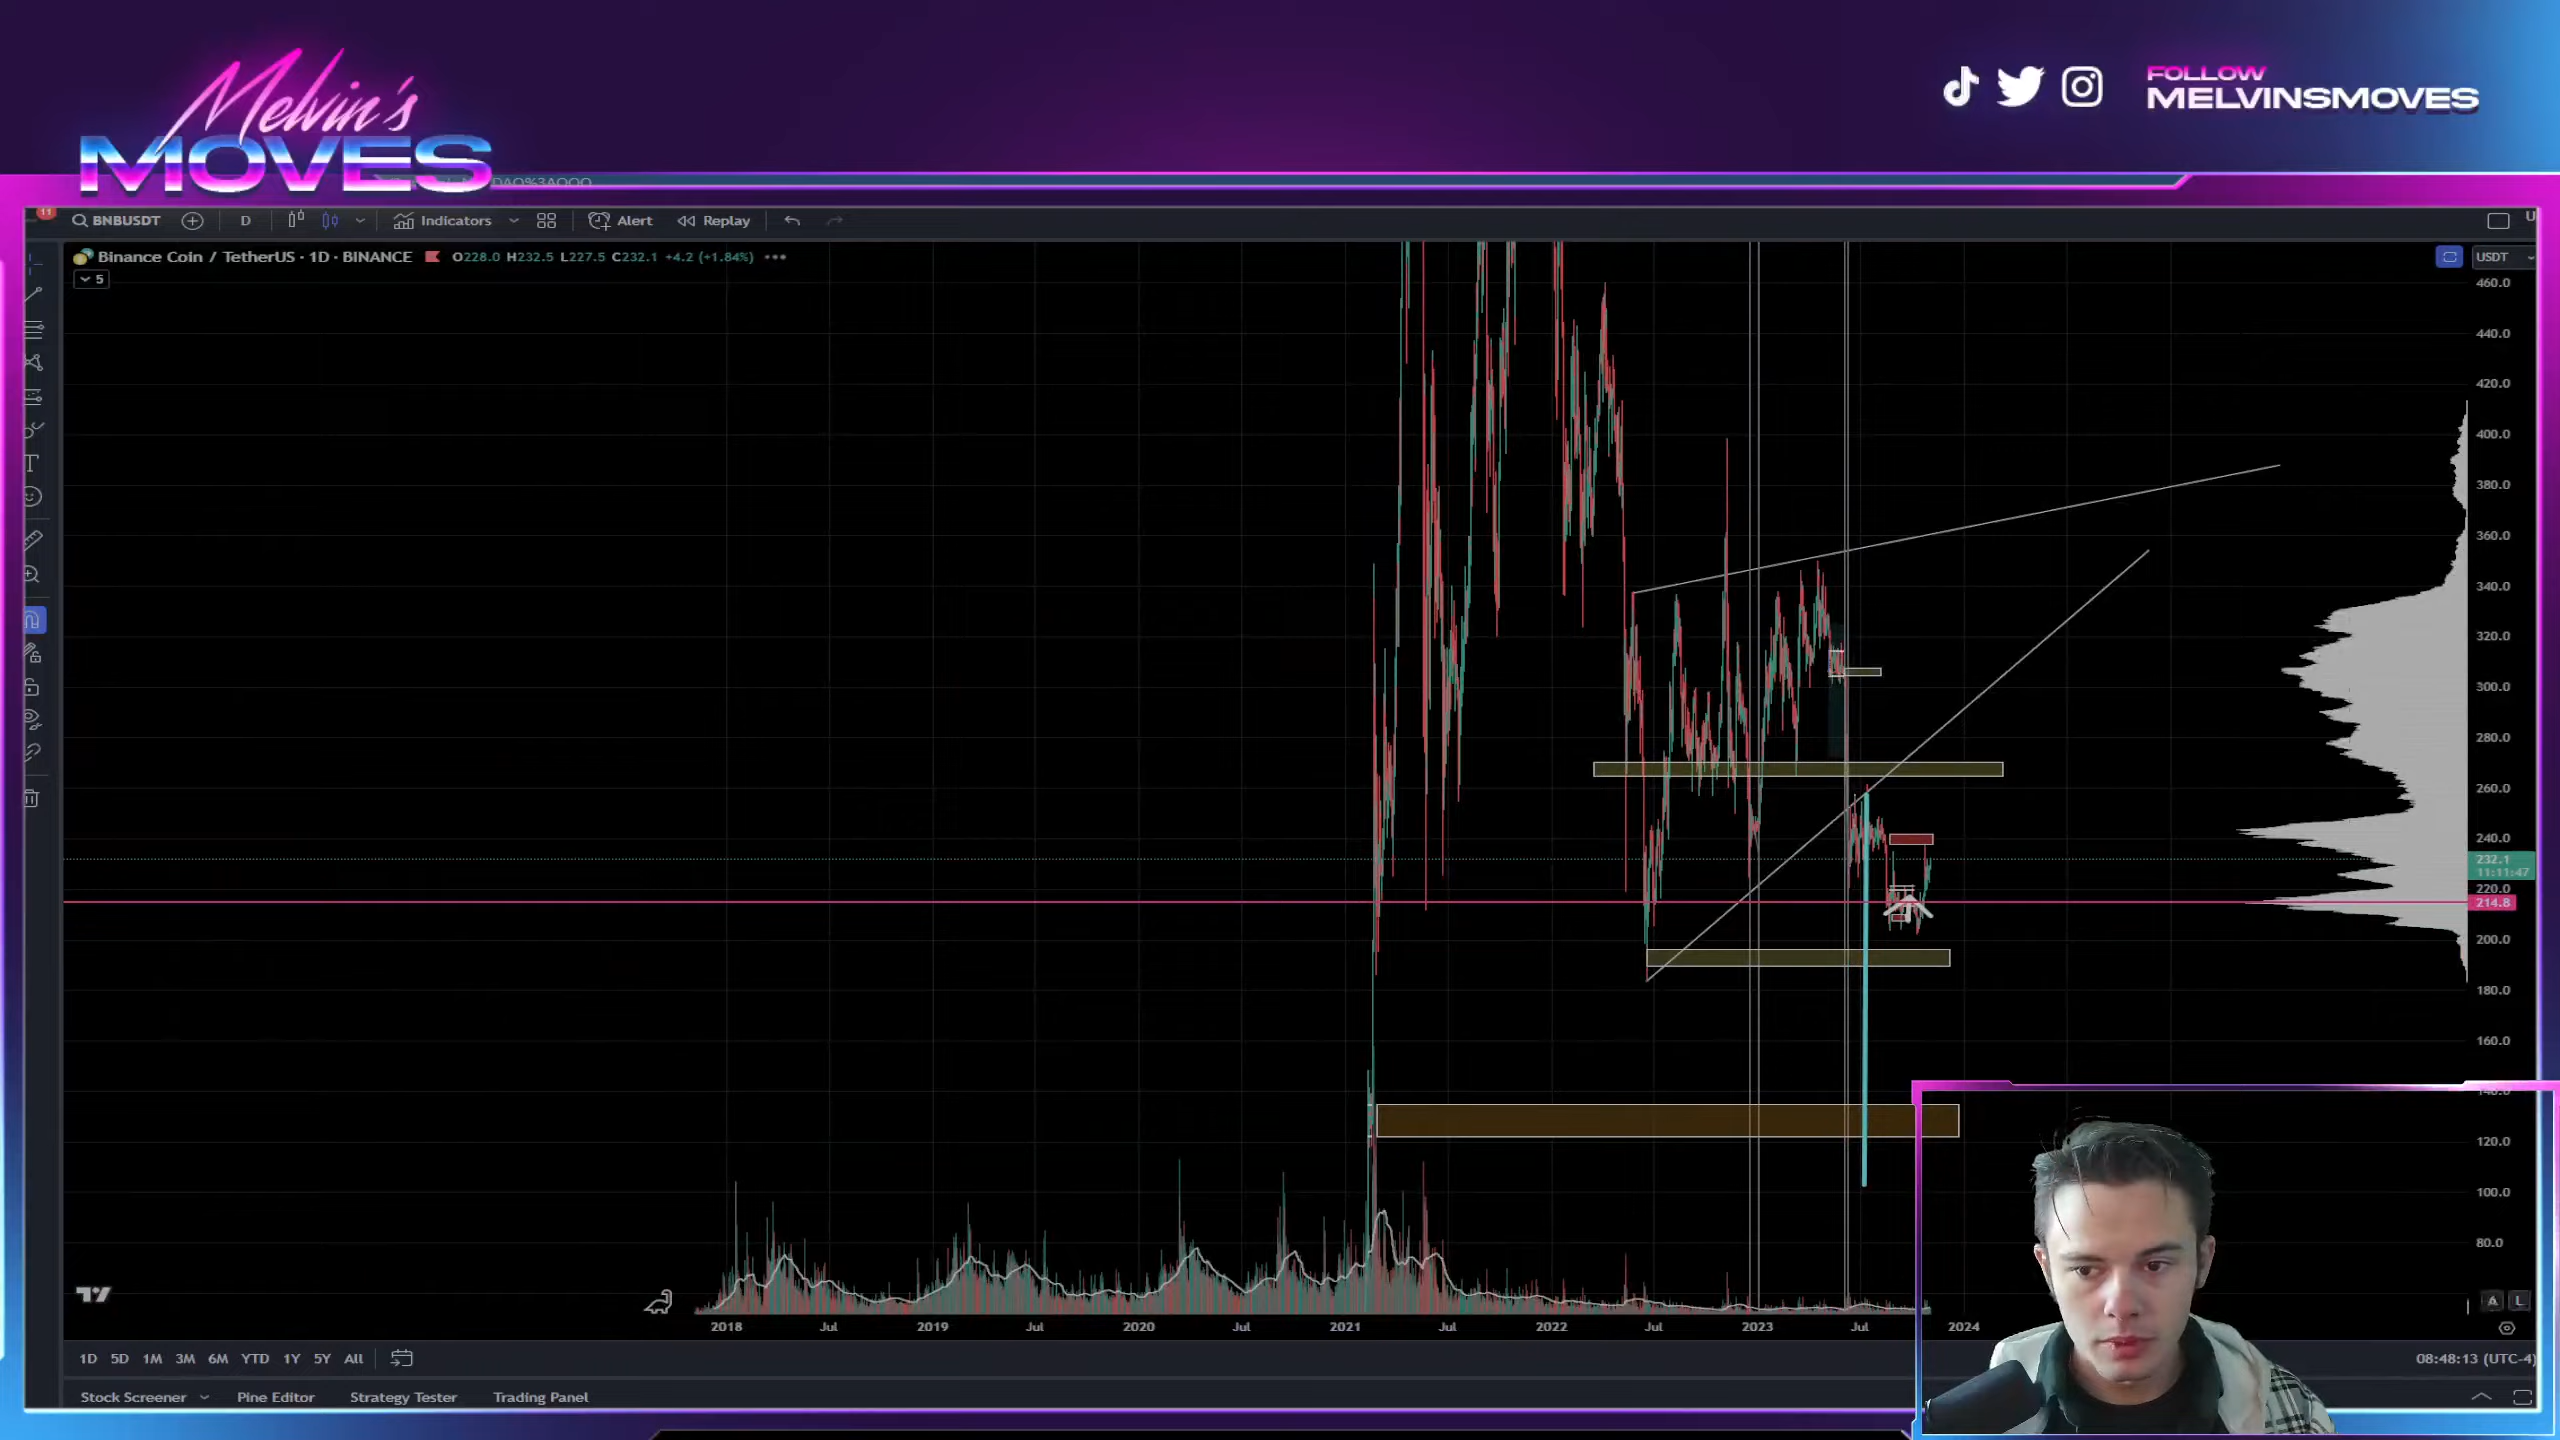 Melvin's
MOVES
FOLLOW
MELVINSMOVES
11
BNBUSDT
D
Indicators
Alert
Replay
U
Binance Coin / TetherUS · 1D · BINANCE
O228.0 H232.5 L227.5 C232.1 +4.2 (+1.84%)
5
USDT
460.0
440.0
420.0
400.0
380.0
360.0
340.0
320.0
300.0
280.0
260.0
240.0
232.1
11:11:47
220.0
214.8
200.0
180.0
160.0
120.0
100.0
80.0
A L
2018 Jul 2019 Jul 2020 Jul 2021 Jul 2022 Jul 2023 Jul 2024
1D 5D 1M 3M 6M YTD 1Y 5Y All
08:48:13 (UTC-4)
Stock Screener Pine Editor Strategy Tester Trading Panel